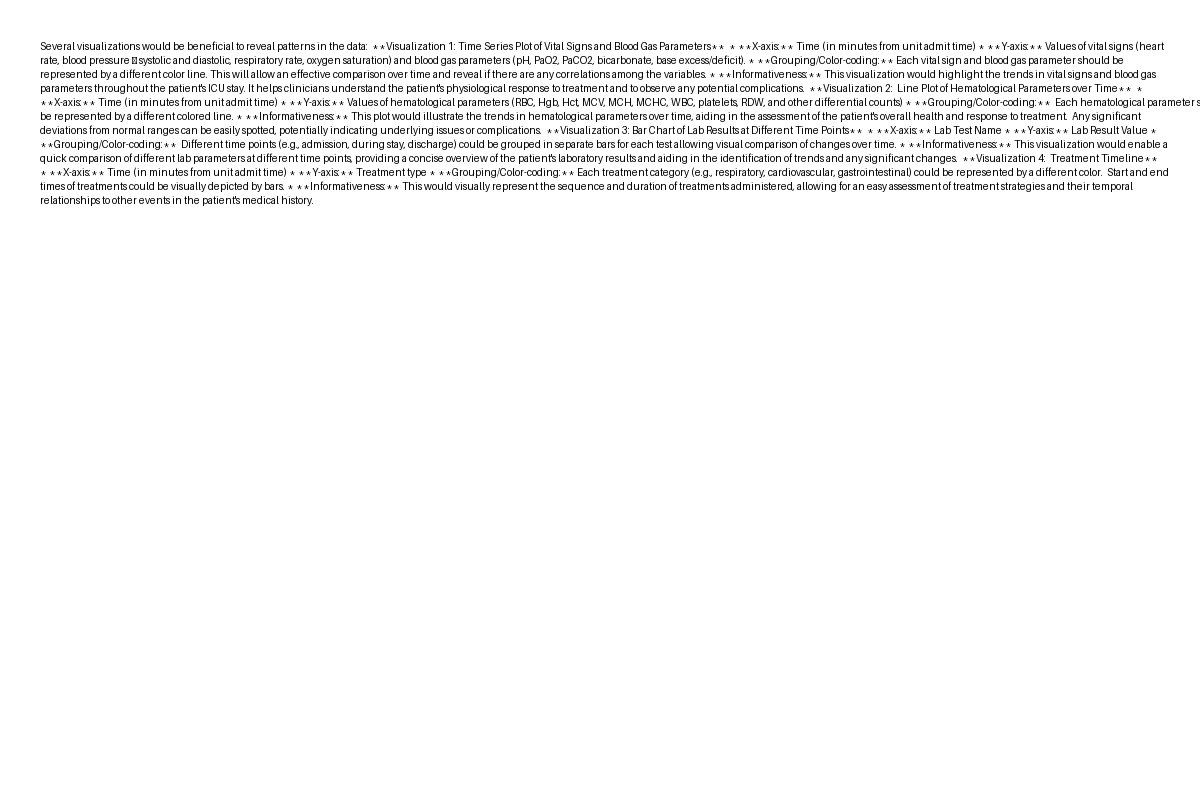 Several visualizations would be beneficial to reveal patterns in the data:  **Visualization 1: Time Series Plot of Vital Signs and Blood Gas Parameters**  * **X-axis:** Time (in minutes from unit admit time) * **Y-axis:** Values of vital signs (heart
rate, blood pressure systolic and diastolic, respiratory rate, oxygen saturation) and blood gas parameters (pH, PaO2, PaCO2, bicarbonate, base excess/deficit). * **Grouping/Color-coding:** Each vital sign and blood gas parameter should be
represented by a different color line. This will allow an effective comparison over time and reveal if there are any correlations among the variables. * **Informativeness:** This visualization would highlight the trends in vital signs and blood gas
parameters throughout the patient's ICU stay. It helps clinicians understand the patient's physiological response to treatment and to observe any potential complications.  **Visualization 2:  Line Plot of Hematological Parameters over Time**  *
**X-axis:** Time (in minutes from unit admit time) * **Y-axis:** Values of hematological parameters (RBC, Hgb, Hct, MCV, MCH, MCHC, WBC, platelets, RDW, and other differential counts) * **Grouping/Color-coding:**  Each hematological parameter s
be represented by a different colored line. * **Informativeness:** This plot would illustrate the trends in hematological parameters over time, aiding in the assessment of the patient's overall health and response to treatment.  Any significant
deviations from normal ranges can be easily spotted, potentially indicating underlying issues or complications.  **Visualization 3: Bar Chart of Lab Results at Different Time Points**  * **X-axis:** Lab Test Name * **Y-axis:** Lab Result Value *
**Grouping/Color-coding:**  Different time points (e.g., admission, during stay, discharge) could be grouped in separate bars for each test allowing visual comparison of changes over time. * **Informativeness:** This visualization would enable a
quick comparison of different lab parameters at different time points, providing a concise overview of the patient's laboratory results and aiding in the identification of trends and any significant changes.  **Visualization 4:  Treatment Timeline**
* **X-axis:** Time (in minutes from unit admit time) * **Y-axis:** Treatment type * **Grouping/Color-coding:** Each treatment category (e.g., respiratory, cardiovascular, gastrointestinal) could be represented by a different color.  Start and end
times of treatments could be visually depicted by bars. * **Informativeness:** This would visually represent the sequence and duration of treatments administered, allowing for an easy assessment of treatment strategies and their temporal
relationships to other events in the patient's medical history.